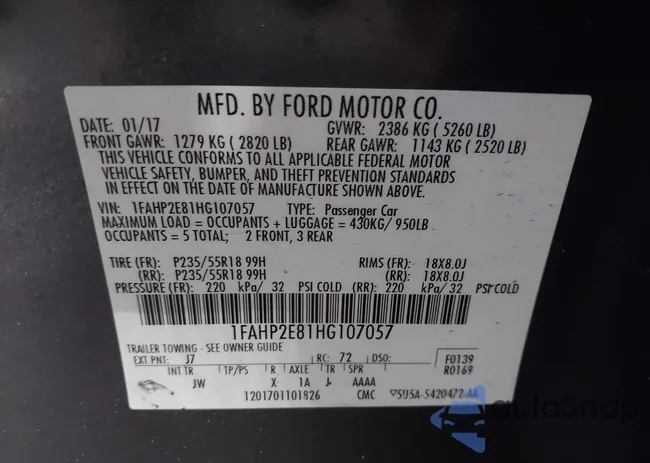 MFD. BY FORD MOTOR CO.
DATE: 01/17 GVWR: 2386 KG ( 5260 LB)
FRONT GAWR: 1279 KG ( 2820 LB) REAR GAWR: 1143 KG ( 2520 LB)
THIS VEHICLE CONFORMS TO ALL APPLICABLE FEDERAL MOTOR
VEHICLE SAFETY, BUMPER, AND THEFT PREVENTION STANDARDS
IN EFFECT ON THE DATE OF MANUFACTURE SHOWN ABOVE.
VIN: 1FAHP2E81HG107057 TYPE: Passenger Car
MAXIMUM LOAD = OCCUPANTS + LUGGAGE = 430KG/ 950LB
OCCUPANTS = 5 TOTAL; 2 FRONT, 3 REAR
TIRE (FR): P235/55R18 99H RIMS (FR): 18X8.0J
(RR): P235/55R18 99H (RR): 18X8.0J
PRESSURE (FR): 220 kPa/ 32 PSI COLD (RR): 220 kPa/ 32 PSI COLD
1FAHP2E81HG107057
TRAILER TOWING - SEE OWNER GUIDE
EXT PNT: J7 RC: 72 DSO: F0139
INT TR TP/PS R AXLE TR SPR R0169
JW X 1A J- AAAA
1201701101826 CMC 5U5A-5420472-AA
AutoSnap